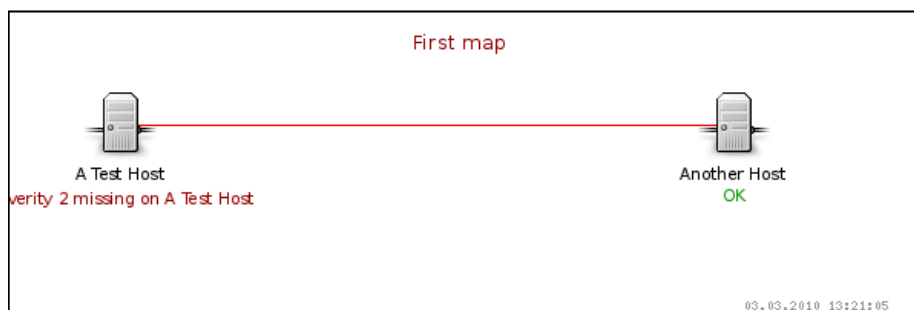 First map
A Test Host
Another Host
verity 2 missing on A Test Host
OK
03.03.2010 13:21:05